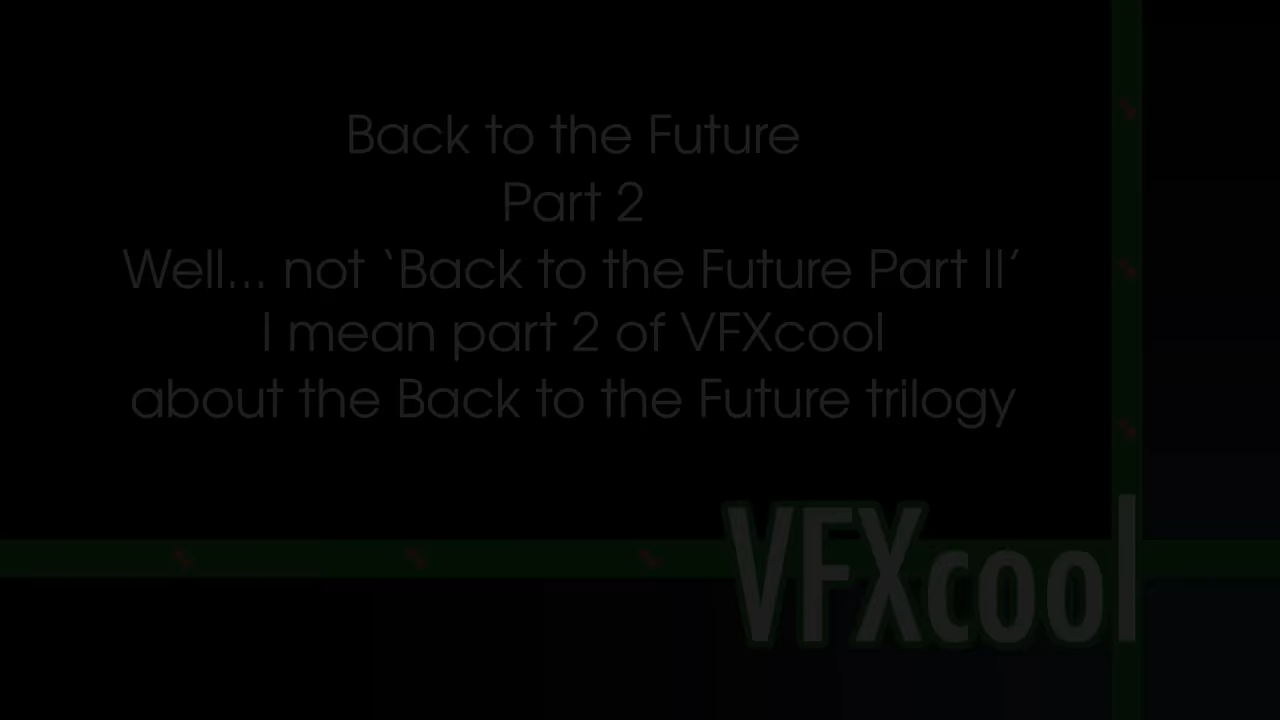 Back to the Future
Part 2
Well... not `Back to the Future Part II´
I mean part 2 of VFXcool
about the Back to the Future trilogy
VFXcool